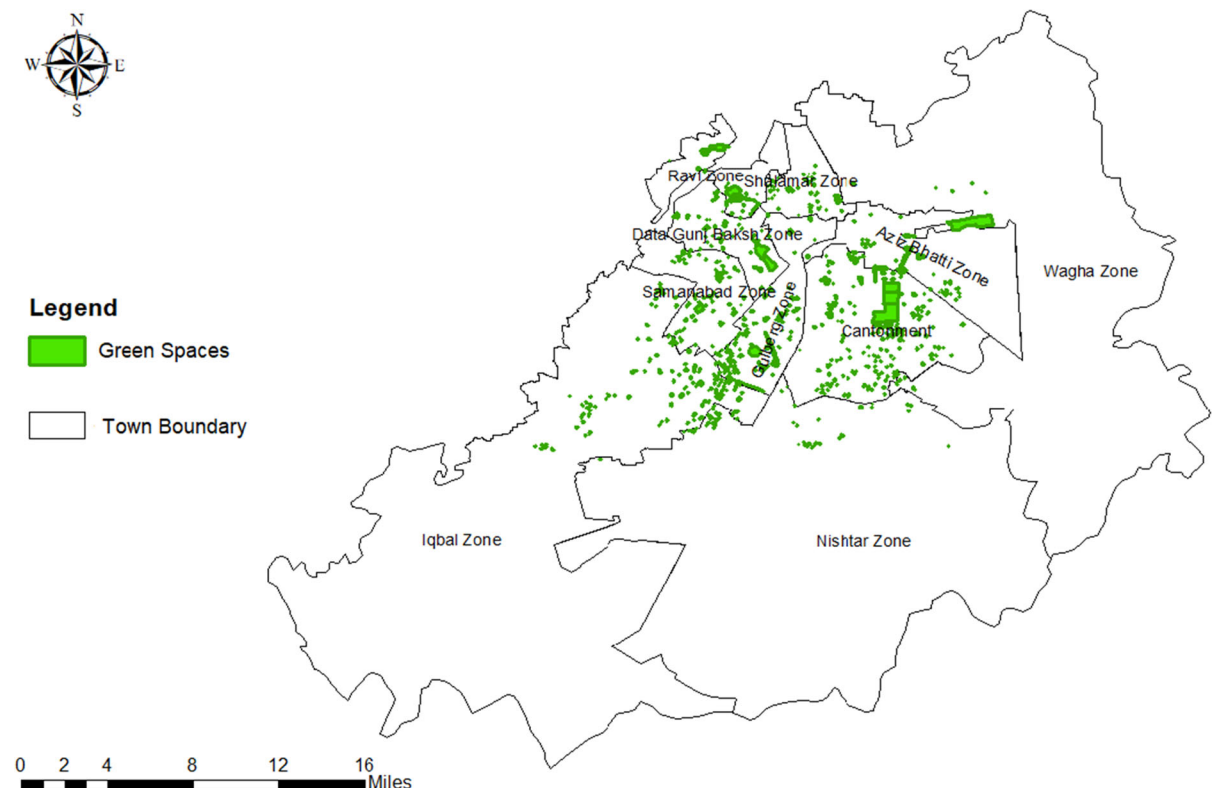 N
W E
S
Ravi Zone
Shalamar Zone
Data Gunj Baksh Zone
Aziz Bhatti Zone
Wagha Zone
Samanabad Zone
Gulberg Zone
Cantonment
Legend
Green Spaces
Town Boundary
Iqbal Zone
Nishtar Zone
0 2 4 8 12 16
Miles